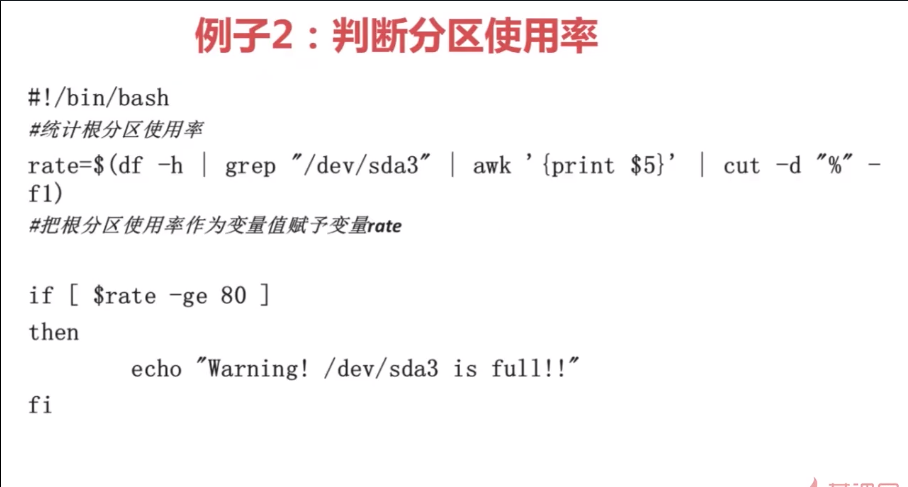 例子2：判断分区使用率
#!/bin/bash
#统计根分区使用率
rate=$(df -h | grep "/dev/sda3" | awk '{print $5}' | cut -d "%" -
f1)
#把根分区使用率作为变量值赋予变量rate
if [ $rate -ge 80 ]
then
echo "Warning! /dev/sda3 is full!!"
fi